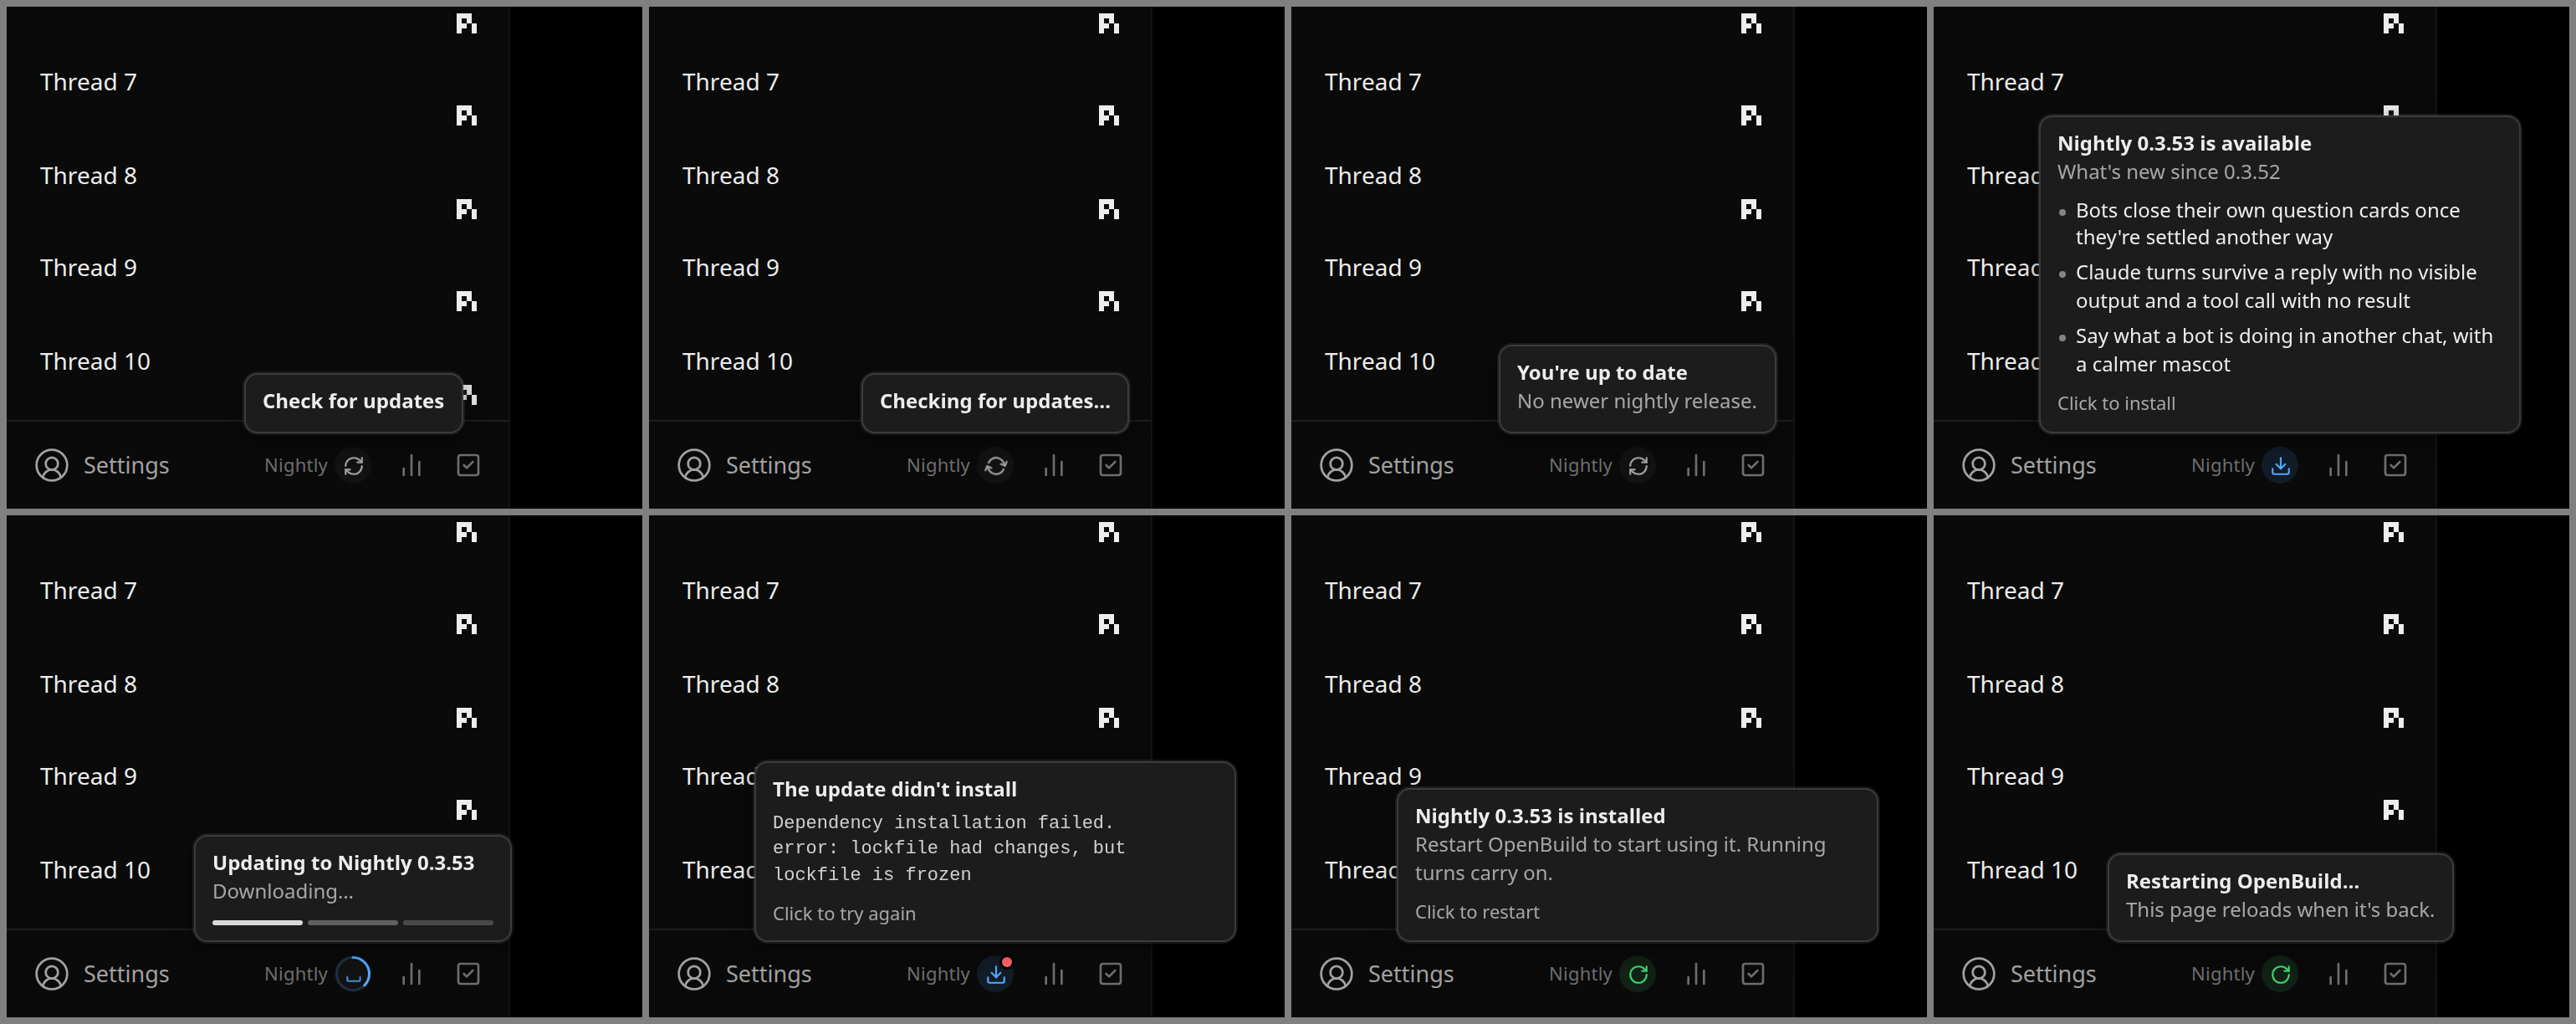 Thread 7
Thread 8
Thread 9
Thread 10
Check for updates
Settings
Nightly
Thread 7
Thread 8
Thread 9
Thread 10
Checking for updates...
Settings
Nightly
Thread 7
Thread 8
Thread 9
Thread 10
You're up to date
No newer nightly release.
Settings
Nightly
Thread 7
Nightly 0.3.53 is available
What's new since 0.3.52
• Bots close their own question cards once
they're settled another way
• Claude turns survive a reply with no visible
output and a tool call with no result
• Say what a bot is doing in another chat, with
a calmer mascot
Click to install
Settings
Nightly
Thread 7
Thread 8
Thread 9
Thread 10
Updating to Nightly 0.3.53
Downloading...
Settings
Nightly
Thread 7
Thread 8
The update didn't install
Dependency installation failed.
error: lockfile had changes, but
lockfile is frozen
Click to try again
Settings
Nightly
Thread 7
Thread 8
Thread 9
Nightly 0.3.53 is installed
Restart OpenBuild to start using it. Running
turns carry on.
Click to restart
Settings
Nightly
Thread 7
Thread 8
Thread 9
Thread 10
Restarting OpenBuild...
This page reloads when it's back.
Settings
Nightly